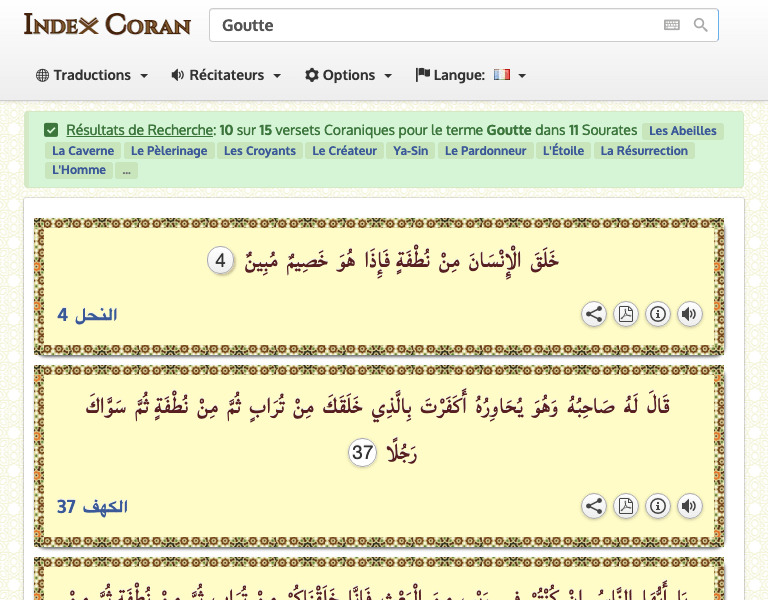 INDEX CORAN
Goutte
Traductions Récitateurs Options Langue:
Résultats de Recherche: 10 sur 15 versets Coraniques pour le terme Goutte dans 11 Sourates Les Abeilles
La Caverne Le Pèlerinage Les Croyants Le Créateur Ya-Sin Le Pardonneur L'Étoile La Résurrection
L'Homme ...
خَلَقَ الْإِنْسَانَ مِنْ نُطْفَةٍ فَإِذَا هُوَ خَصِيمٌ مُبِينٌ 4
النحل 4
قَالَ لَهُ صَاحِبُهُ وَهُوَ يُحَاوِرُهُ أَكَفَرْتَ بِالَّذِي خَلَقَكَ مِنْ تُرَابٍ ثُمَّ مِنْ نُطْفَةٍ ثُمَّ سَوَّاكَ
رَجُلًا 37
الكهف 37